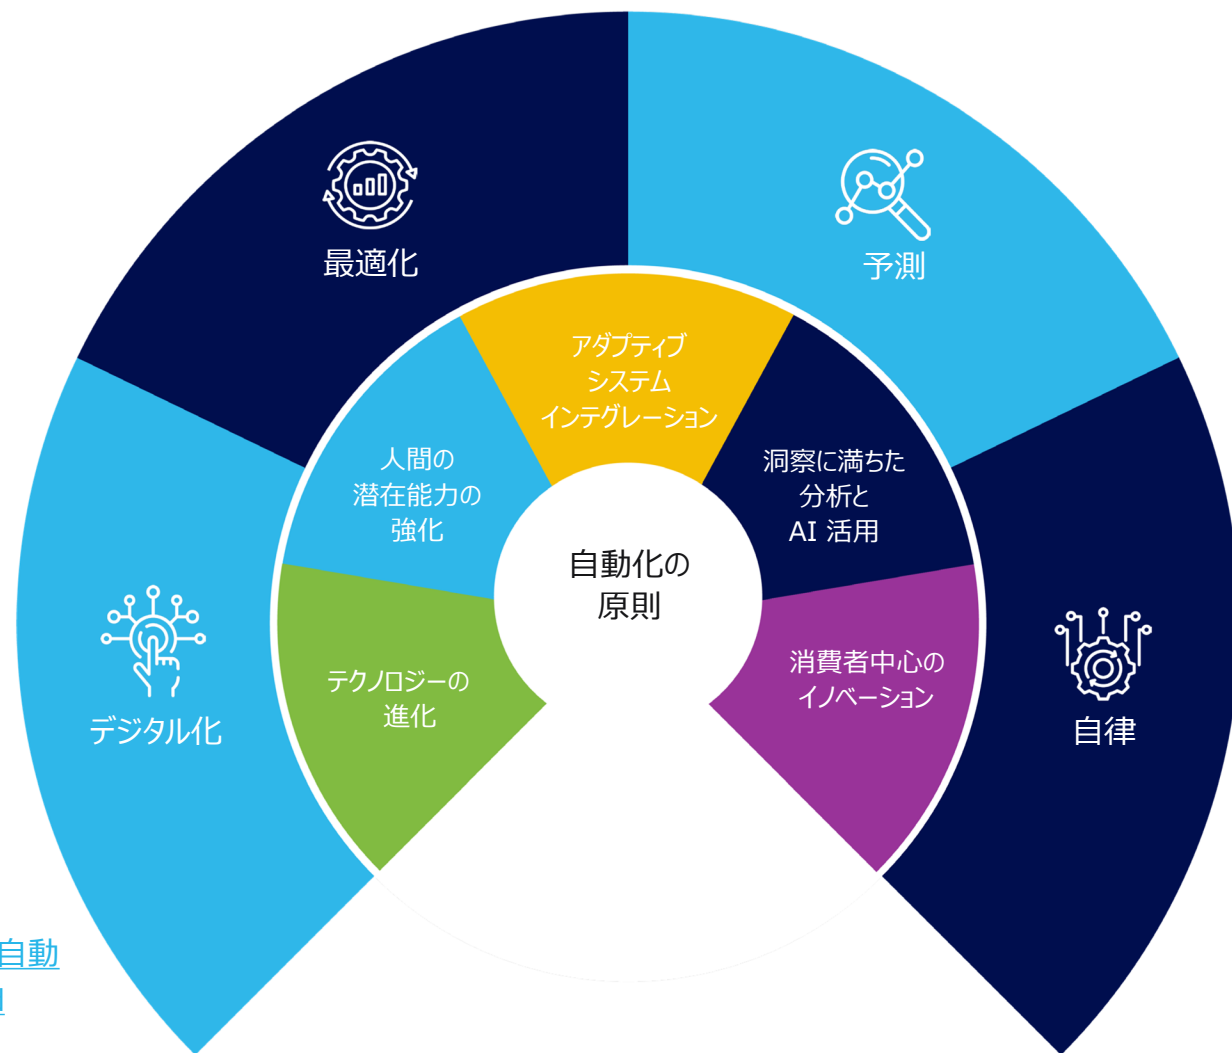 最適化
予測
アダプティブ
システム
インテグレーション
人間の
潜在能力の
強化
洞察に満ちた
分析と
AI 活用
自動化の
原則
テクノロジーの
進化
消費者中心の
イノベーション
デジタル化
自律
自動